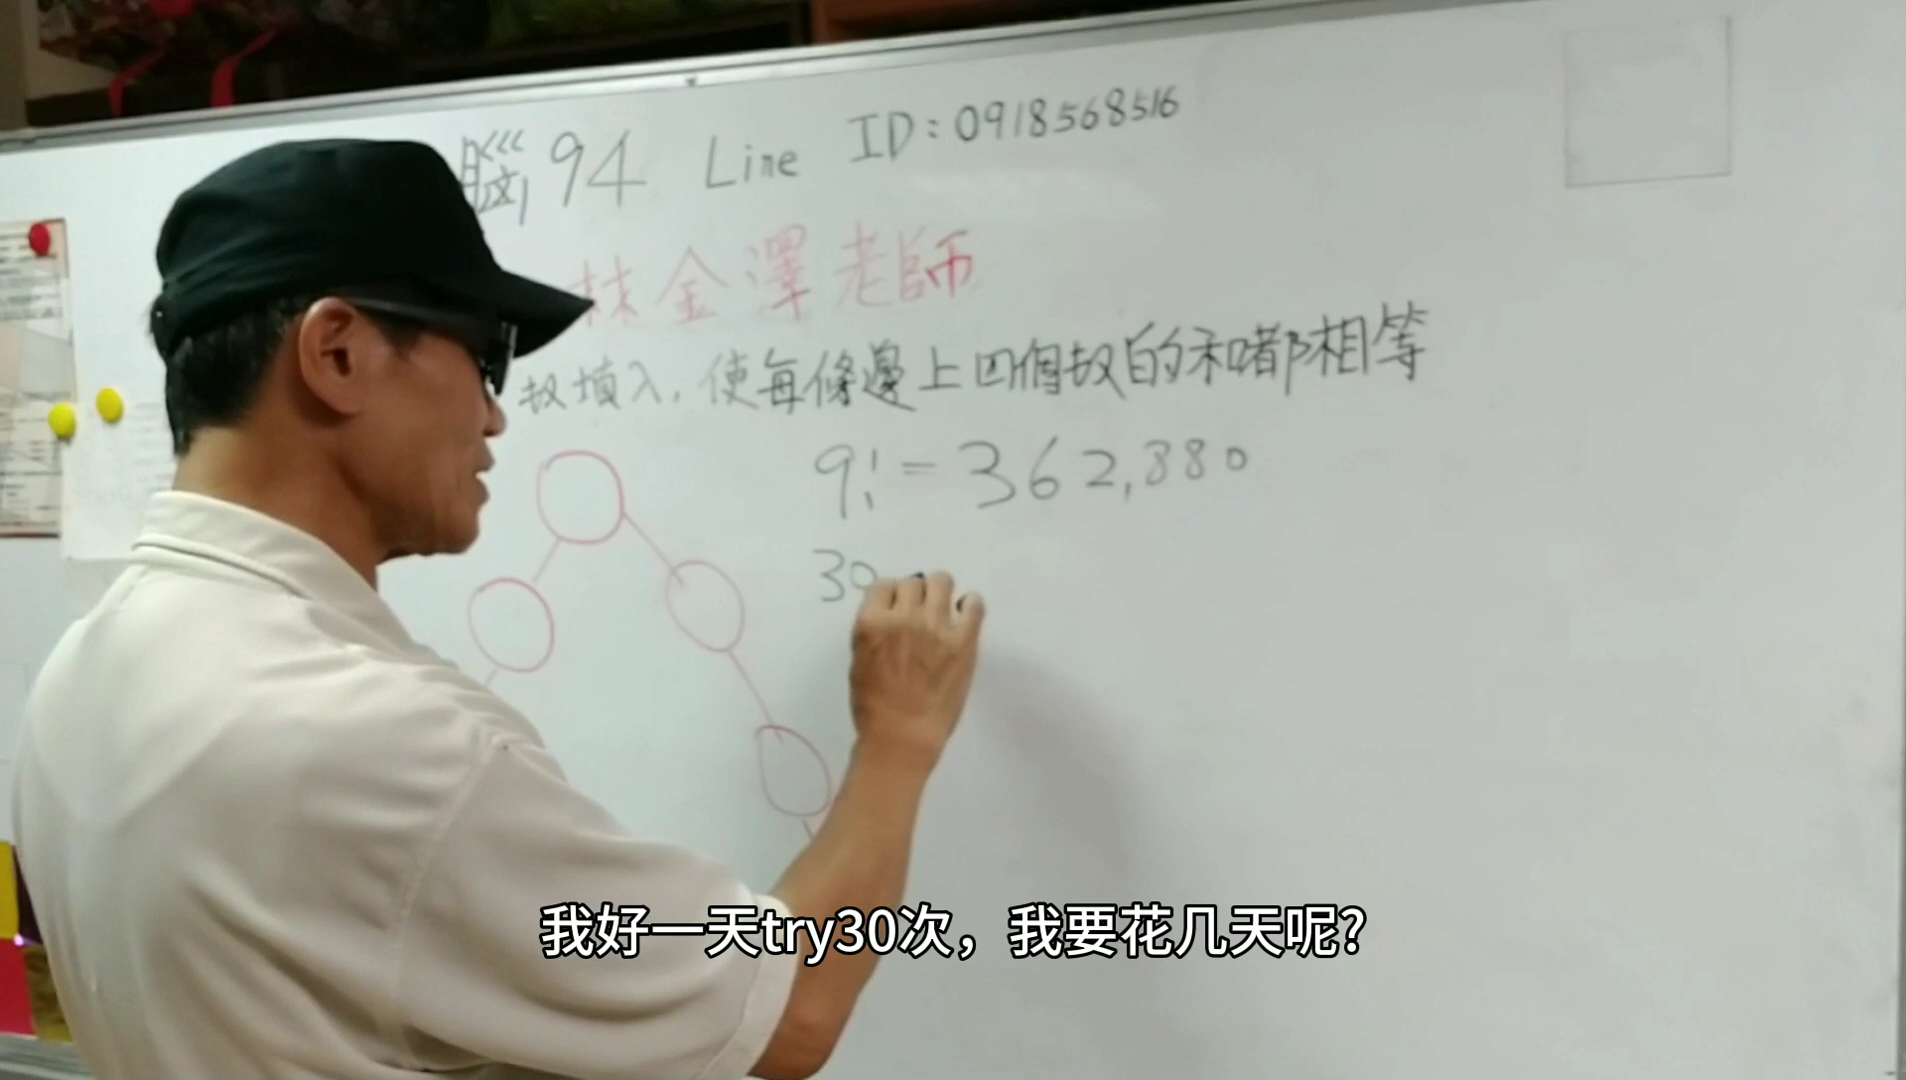 腦94 Line ID:0918568516
林金澤老師
数填入,使每條邊上四個数的和都相等
9!=362,880
30
我好一天try30次，我要花几天呢?